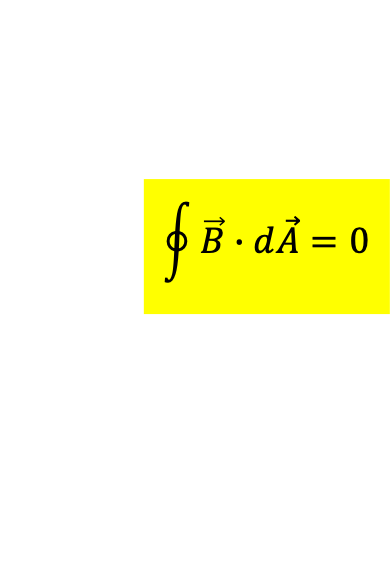 ∮ B⃗ · dA⃗ = 0